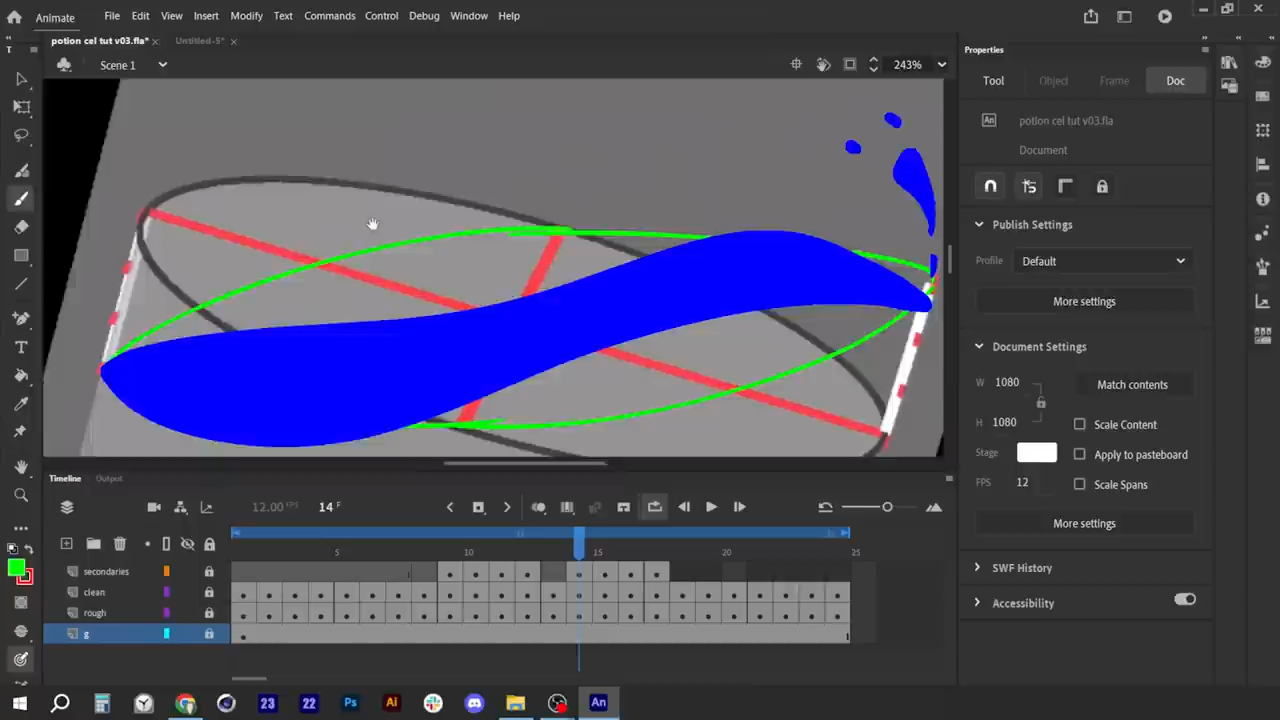 Animate File Edit View Insert Modify Text Commands Control Debug Window Help
potion cel tut v03.fla* Untitled-5*
Scene 1 243%
Properties
Tool Object Frame Doc
An potion cel tut v03.fla
Document
Publish Settings
Profile Default
More settings
Document Settings
W 1080 Match contents
H 1080 Scale Content
Stage Apply to pasteboard
FPS 12 Scale Spans
More settings
SWF History
Accessibility
Timeline Output
12.00 FPS 14 F
5 10 15 20 25
secondaries
clean
rough
g
23 22 Ps Ai An